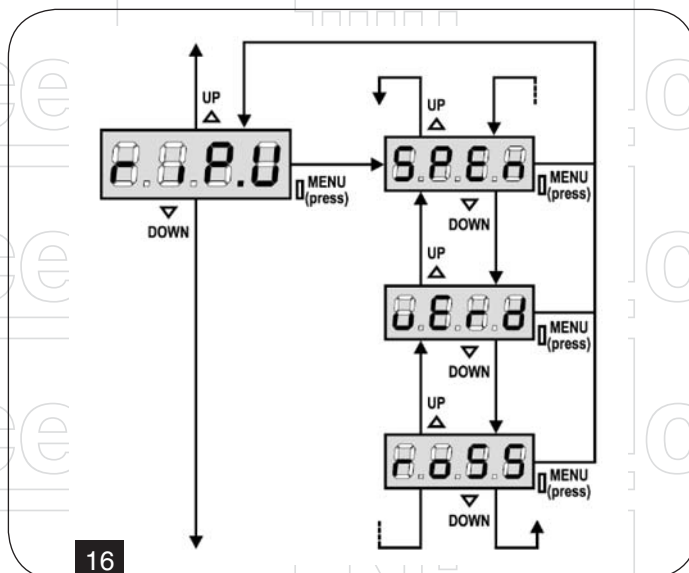 UP
r i P.U
MENU
(press)
DOWN
UP
S P E n
MENU
(press)
DOWN
UP
u E r d
MENU
(press)
DOWN
UP
r o S S
MENU
(press)
DOWN
16